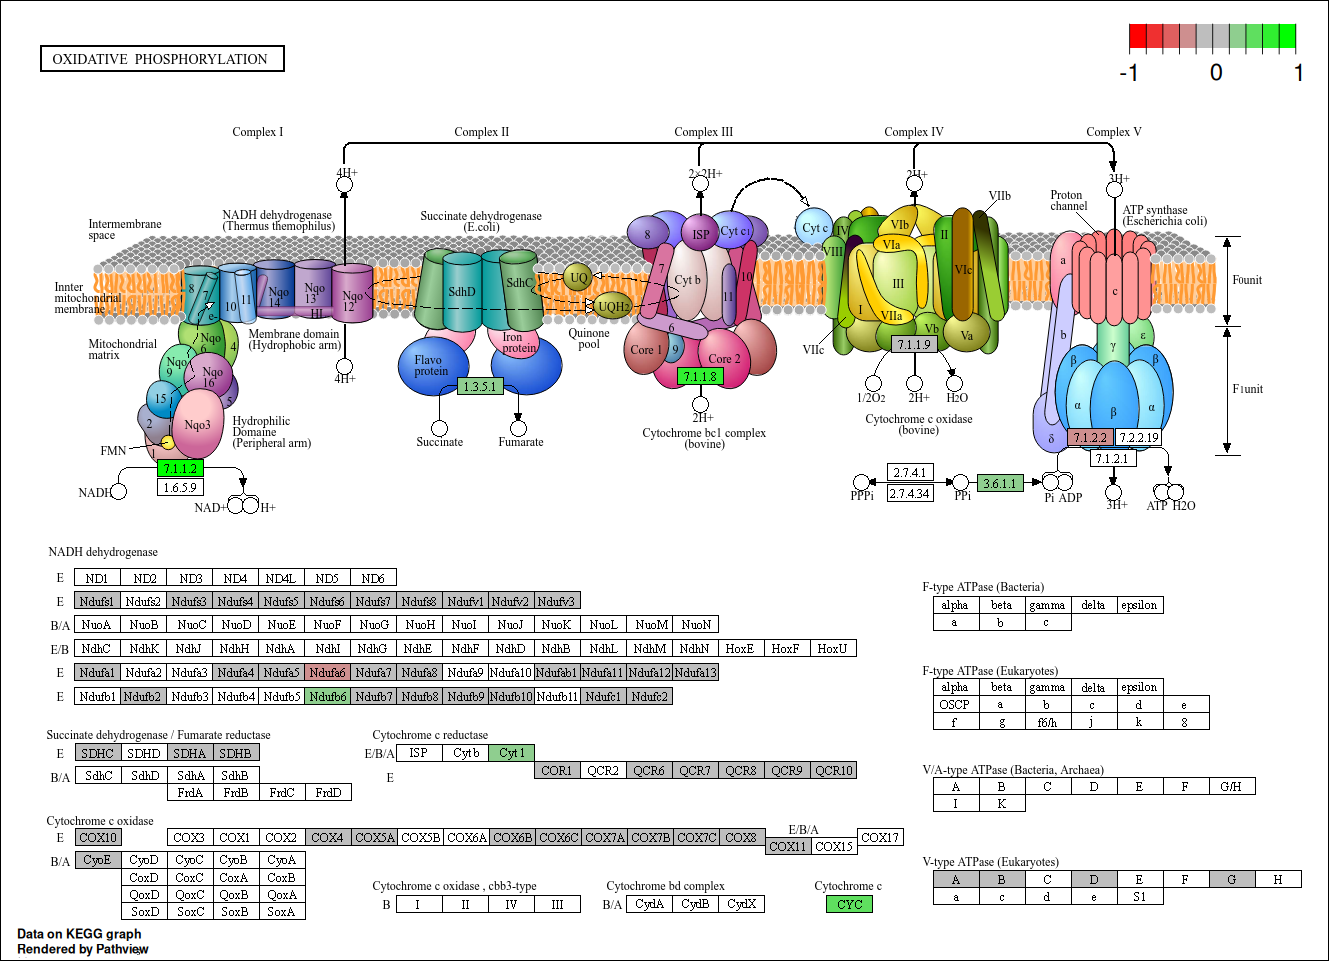 OXIDATIVE PHOSPHORYLATION
-1 0 1
Complex I Complex II Complex III Complex IV Complex V
4H+ 2×2H+ 2H+ 3H+
Intermembrane
space
NADH dehydrogenase
(Thermus themophilus)
Succinate dehydrogenase
(E.coli)
VIIb
Proton
channel
ATP synthase
(Escherichia coli)
8 ISP Cyt c1 Cyt c IV VIb II VIII VIa VIc
a c
Innter
mitochondrial
membrane
8 7 e- 10 11 Nqo
14 Nqo
13 HI Nqo
12
SdhD SdhC UQ UQH2
7 Cyt b 10 11 6
III I VIIa Vb Va VIIc
Founit
b
Mitochondrial
matrix
Nqo
6 4
Membrane domain
(Hydrophobic arm)
Iron
protein
Quinone
pool
Core 1 9 Core 2
7.1.1.9
γ ε
Nqo
9 Nqo
16
4H+
Flavo
protein
1.3.5.1
7.1.1.8
β β
F1unit
15 5 2 Nqo3
Hydrophilic
Domaine
(Peripheral arm)
Succinate Fumarate
2H+
Cytochrome bc1 complex
(bovine)
1/2O2 2H+ H2O
Cytochrome c oxidase
(bovine)
α β α
δ 7.1.2.2 7.2.2.19
7.1.2.1
FMN
7.1.1.2
1.6.5.9
NADH NAD+ H+
2.7.4.1
2.7.4.34
PPPi PPi 3.6.1.1 Pi ADP 3H+ ATP H2O
NADH dehydrogenase
E ND1 ND2 ND3 ND4 ND4L ND5 ND6
E Ndufs1 Ndufs2 Ndufs3 Ndufs4 Ndufs5 Ndufs6 Ndufs7 Ndufs8 Ndufv1 Ndufv2 Ndufv3
B/A NuoA NuoB NuoC NuoD NuoE NuoF NuoG NuoH NuoI NuoJ NuoK NuoL NuoM NuoN
E/B NdhC NdhK NdhJ NdhH NdhA NdhI NdhG NdhE NdhF NdhD NdhB NdhL NdhM NdhN HoxE HoxF HoxU
E Ndufa1 Ndufa2 Ndufa3 Ndufa4 Ndufa5 Ndufa6 Ndufa7 Ndufa8 Ndufa9 Ndufa10 Ndufab1 Ndufa11 Ndufa12 Ndufa13
E Ndufb1 Ndufb2 Ndufb3 Ndufb4 Ndufb5 Ndufb6 Ndufb7 Ndufb8 Ndufb9 Ndufb10 Ndufb11 Ndufc1 Ndufc2
Succinate dehydrogenase / Fumarate reductase
E SDHC SDHD SDHA SDHB
B/A SdhC SdhD SdhA SdhB
FrdA FrdB FrdC FrdD
Cytochrome c reductase
E/B/A ISP Cyt b Cyt 1
E COR1 QCR2 QCR6 QCR7 QCR8 QCR9 QCR10
Cytochrome c oxidase
E COX10 COX3 COX1 COX2 COX4 COX5A COX5B COX6A COX6B COX6C COX7A COX7B COX7C COX8
E/B/A
COX11 COX15
COX17
B/A CyoE CyoD CyoC CyoB CyoA
CoxD CoxC CoxA CoxB
QoxD QoxC QoxB QoxA
SoxD SoxC SoxB SoxA
Cytochrome c oxidase , cbb3-type
B I II IV III
Cytochrome bd complex
B/A CydA CydB CydX
Cytochrome c
CYC
F-type ATPase (Bacteria)
alpha beta gamma delta epsilon
a b c
F-type ATPase (Eukaryotes)
alpha beta gamma delta epsilon
OSCP a b c d e
f g f6/h j k 8
V/A-type ATPase (Bacteria, Archaea)
A B C D E F G/H
I K
V-type ATPase (Eukaryotes)
A B C D E F G H
a c d e S1
Data on KEGG graph
Rendered by Pathview